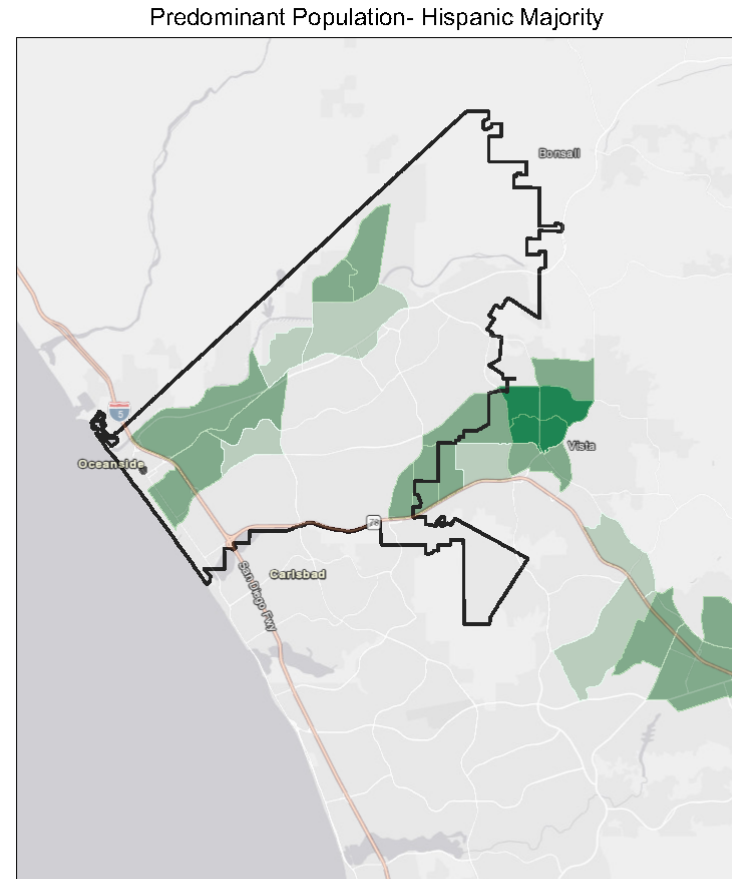 Predominant Population- Hispanic Majority
Bonsall
5
Vista
Oceanside
78
Carlsbad
San Diego Fwy